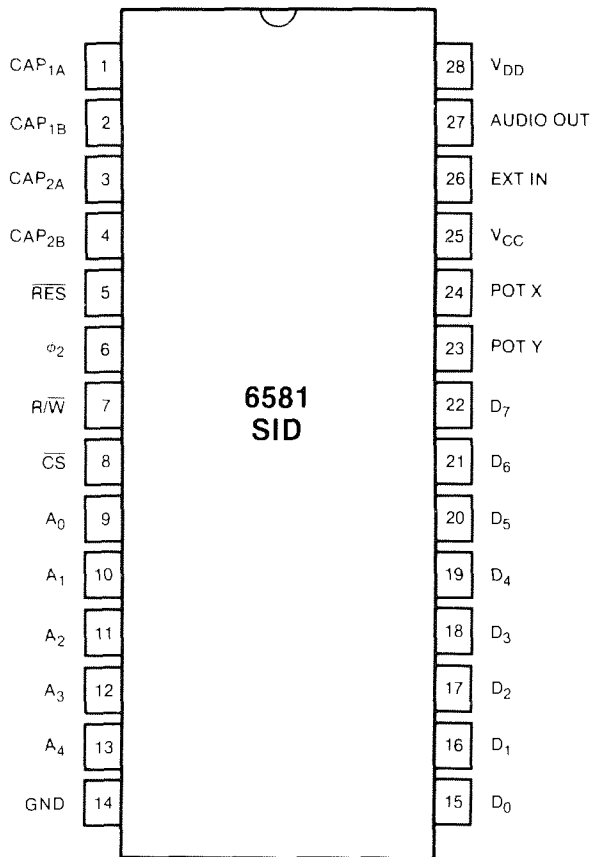 CAP1A 1
CAP1B 2
CAP2A 3
CAP2B 4
R̅E̅S̅ 5
ϕ2 6
R/W̅ 7
C̅S̅ 8
A0 9
A1 10
A2 11
A3 12
A4 13
GND 14
6581
SID
28 VDD
27 AUDIO OUT
26 EXT IN
25 VCC
24 POT X
23 POT Y
22 D7
21 D6
20 D5
19 D4
18 D3
17 D2
16 D1
15 D0